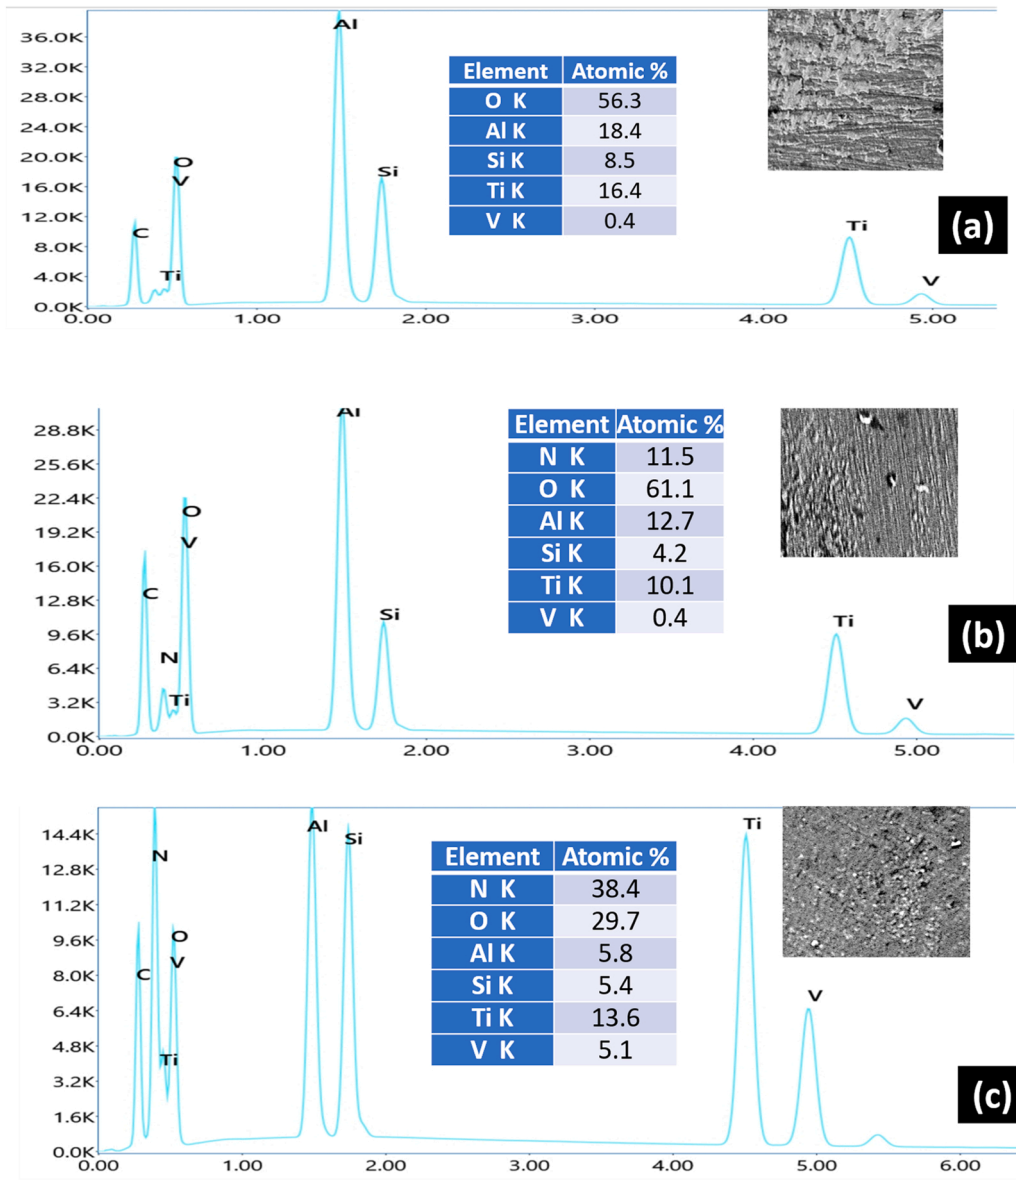 36.0K
32.0K
28.0K
24.0K
20.0K
16.0K
12.0K
8.0K
4.0K
0.0K
0.00 1.00 2.00 3.00 4.00 5.00
C
Ti
O
V
Al
Si
Ti
V
Element Atomic %
O K 56.3
Al K 18.4
Si K 8.5
Ti K 16.4
V K 0.4
(a)
28.8K
25.6K
22.4K
19.2K
16.0K
12.8K
9.6K
6.4K
3.2K
0.0K
0.00 1.00 2.00 3.00 4.00 5.00
C
N
Ti
O
V
Al
Si
Ti
V
Element Atomic %
N K 11.5
O K 61.1
Al K 12.7
Si K 4.2
Ti K 10.1
V K 0.4
(b)
14.4K
12.8K
11.2K
9.6K
8.0K
6.4K
4.8K
3.2K
1.6K
0.0K
0.00 1.00 2.00 3.00 4.00 5.00 6.00
C
N
Ti
O
V
Al
Si
Ti
V
Element Atomic %
N K 38.4
O K 29.7
Al K 5.8
Si K 5.4
Ti K 13.6
V K 5.1
(c)